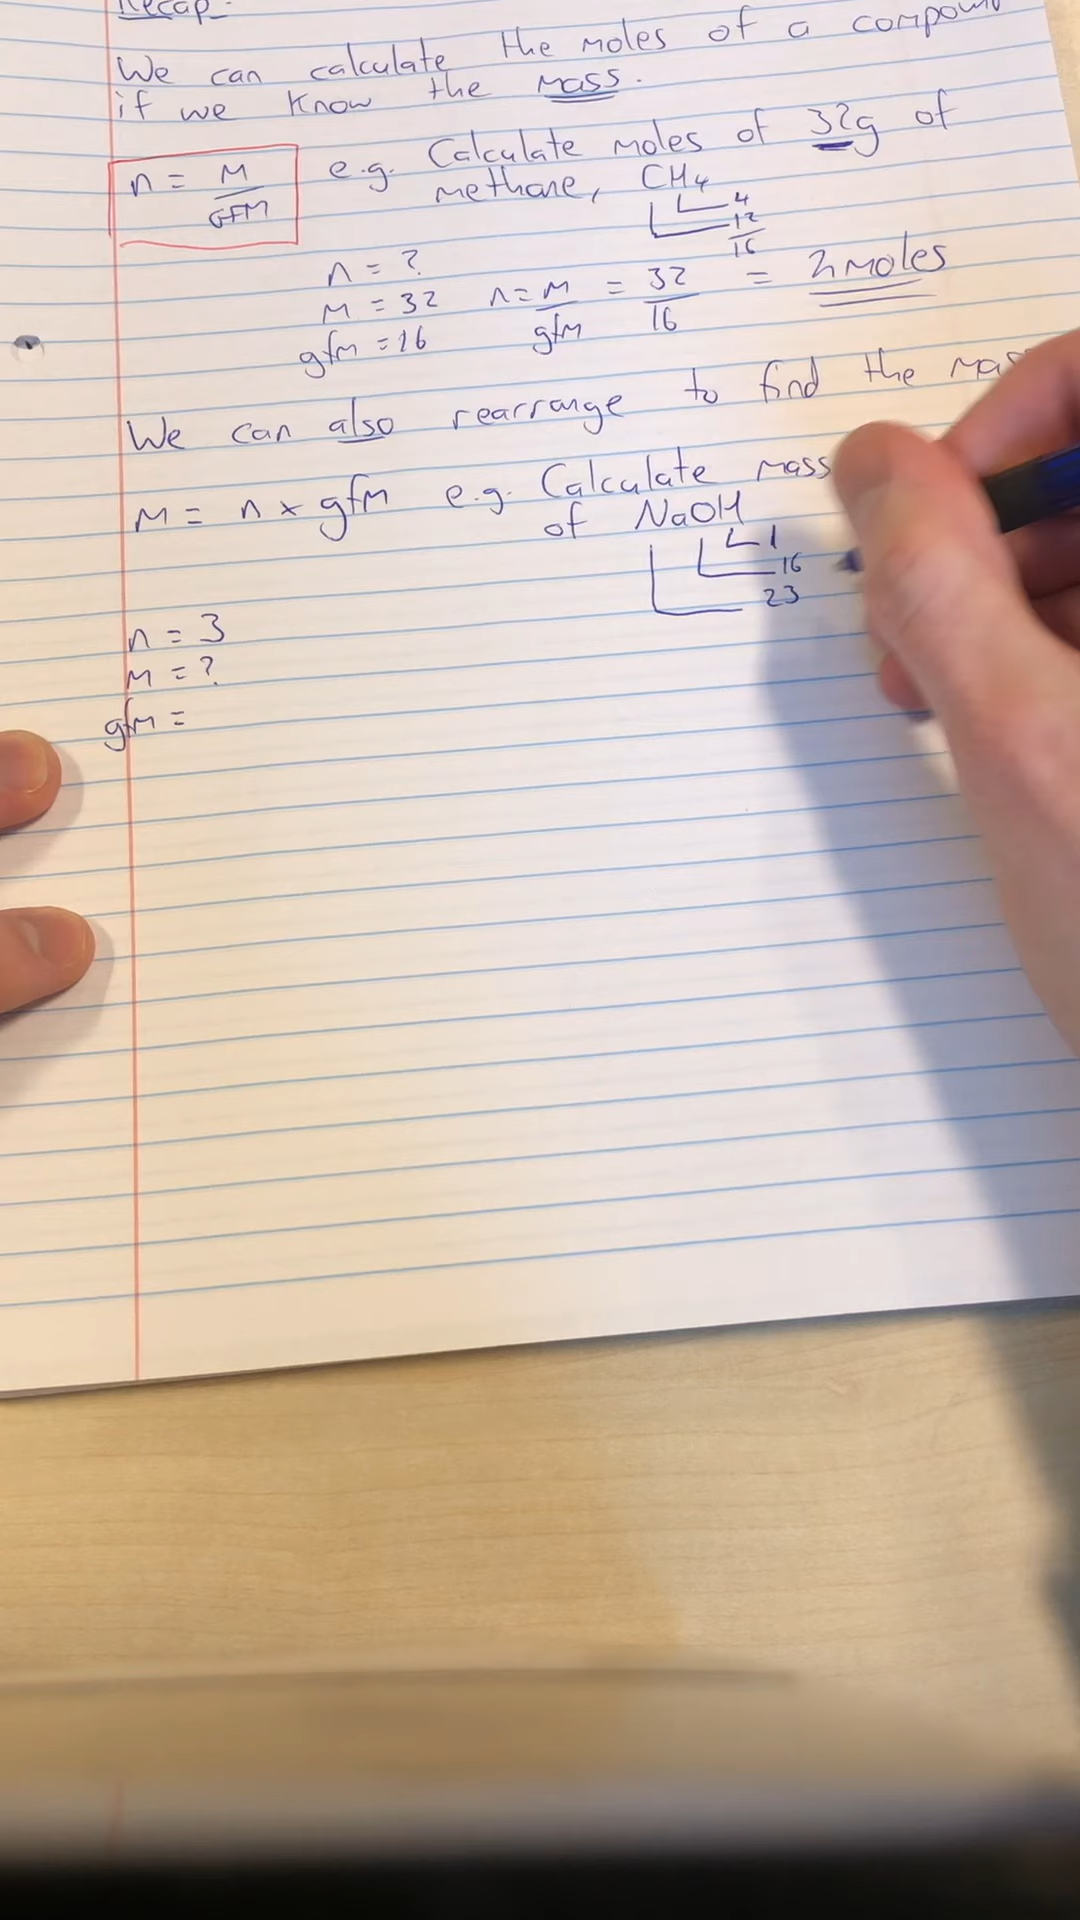 Recap-
We can calculate the moles of a compound
if we know the mass.
n = M / GFM
e.g. Calculate moles of 32g of
methane, CH4
4
12
16
n = ?
M = 32
gfm = 16
n = M / gfm = 32 / 16 = 2 moles
We can also rearrange to find the
M = n x gfm e.g. Calculate mass
of NaOH
1
16
23
n = 3
M = ?
gfm =